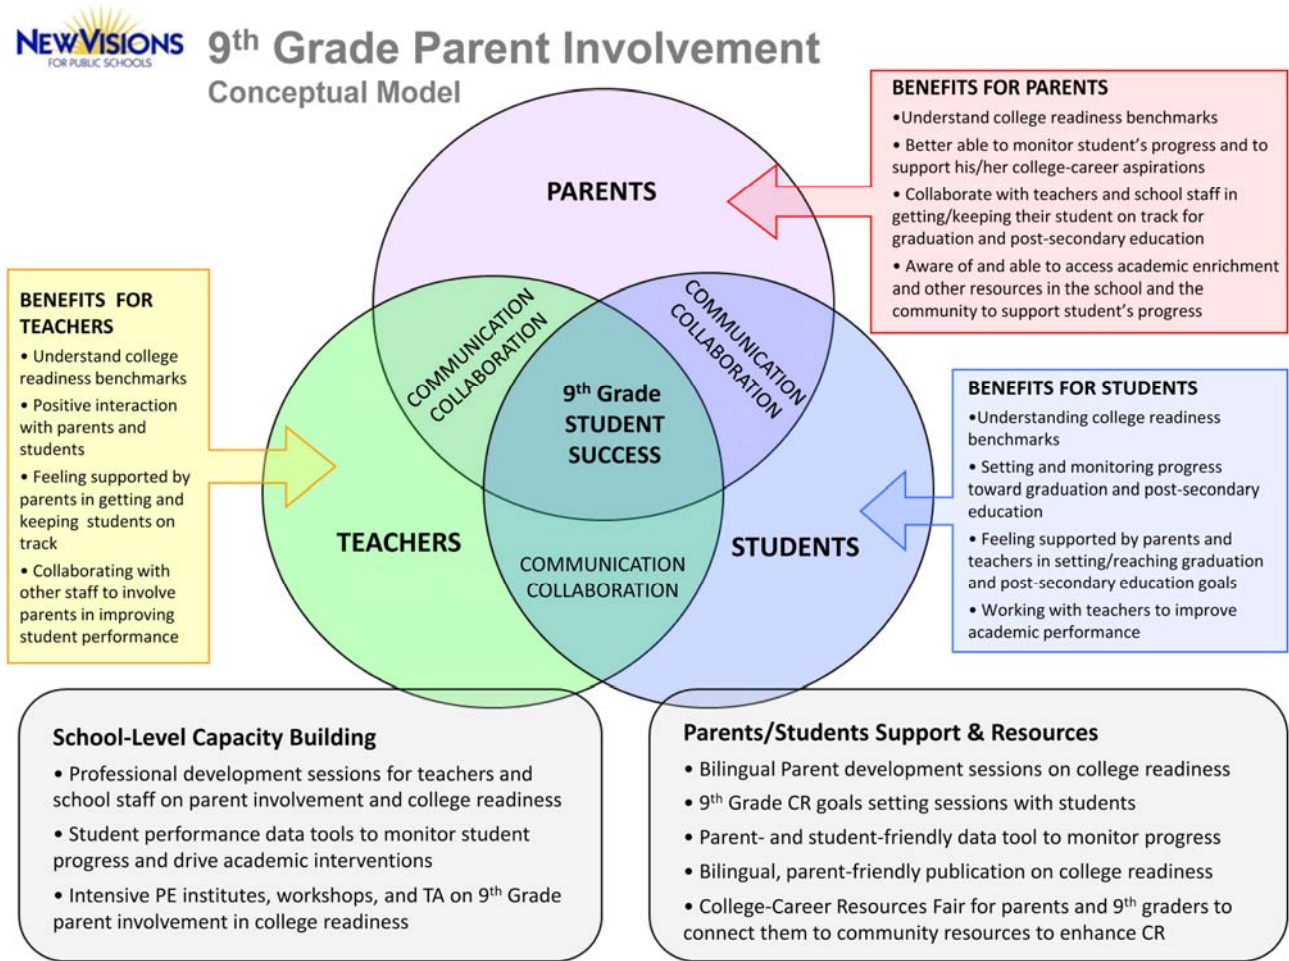 NEW VISIONS
FOR PUBLIC SCHOOLS
9th Grade Parent Involvement
Conceptual Model
BENEFITS FOR PARENTS
•Understand college readiness benchmarks
• Better able to monitor student’s progress and to
support his/her college-career aspirations
• Collaborate with teachers and school staff in
getting/keeping their student on track for
graduation and post-secondary education
• Aware of and able to access academic enrichment
and other resources in the school and the
community to support student’s progress
PARENTS
BENEFITS FOR
TEACHERS
• Understand college
readiness benchmarks
• Positive interaction
with parents and
students
• Feeling supported by
parents in getting and
keeping students on
track
• Collaborating with
other staff to involve
parents in improving
student performance
COMMUNICATION
COLLABORATION
COMMUNICATION
COLLABORATION
9th Grade
STUDENT
SUCCESS
BENEFITS FOR STUDENTS
•Understanding college readiness
benchmarks
• Setting and monitoring progress
toward graduation and post-secondary
education
• Feeling supported by parents and
teachers in setting/reaching graduation
and post-secondary education goals
• Working with teachers to improve
academic performance
TEACHERS
STUDENTS
COMMUNICATION
COLLABORATION
School-Level Capacity Building
• Professional development sessions for teachers and
school staff on parent involvement and college readiness
• Student performance data tools to monitor student
progress and drive academic interventions
• Intensive PE institutes, workshops, and TA on 9th Grade
parent involvement in college readiness
Parents/Students Support & Resources
• Bilingual Parent development sessions on college readiness
• 9th Grade CR goals setting sessions with students
• Parent- and student-friendly data tool to monitor progress
• Bilingual, parent-friendly publication on college readiness
• College-Career Resources Fair for parents and 9th graders to
connect them to community resources to enhance CR